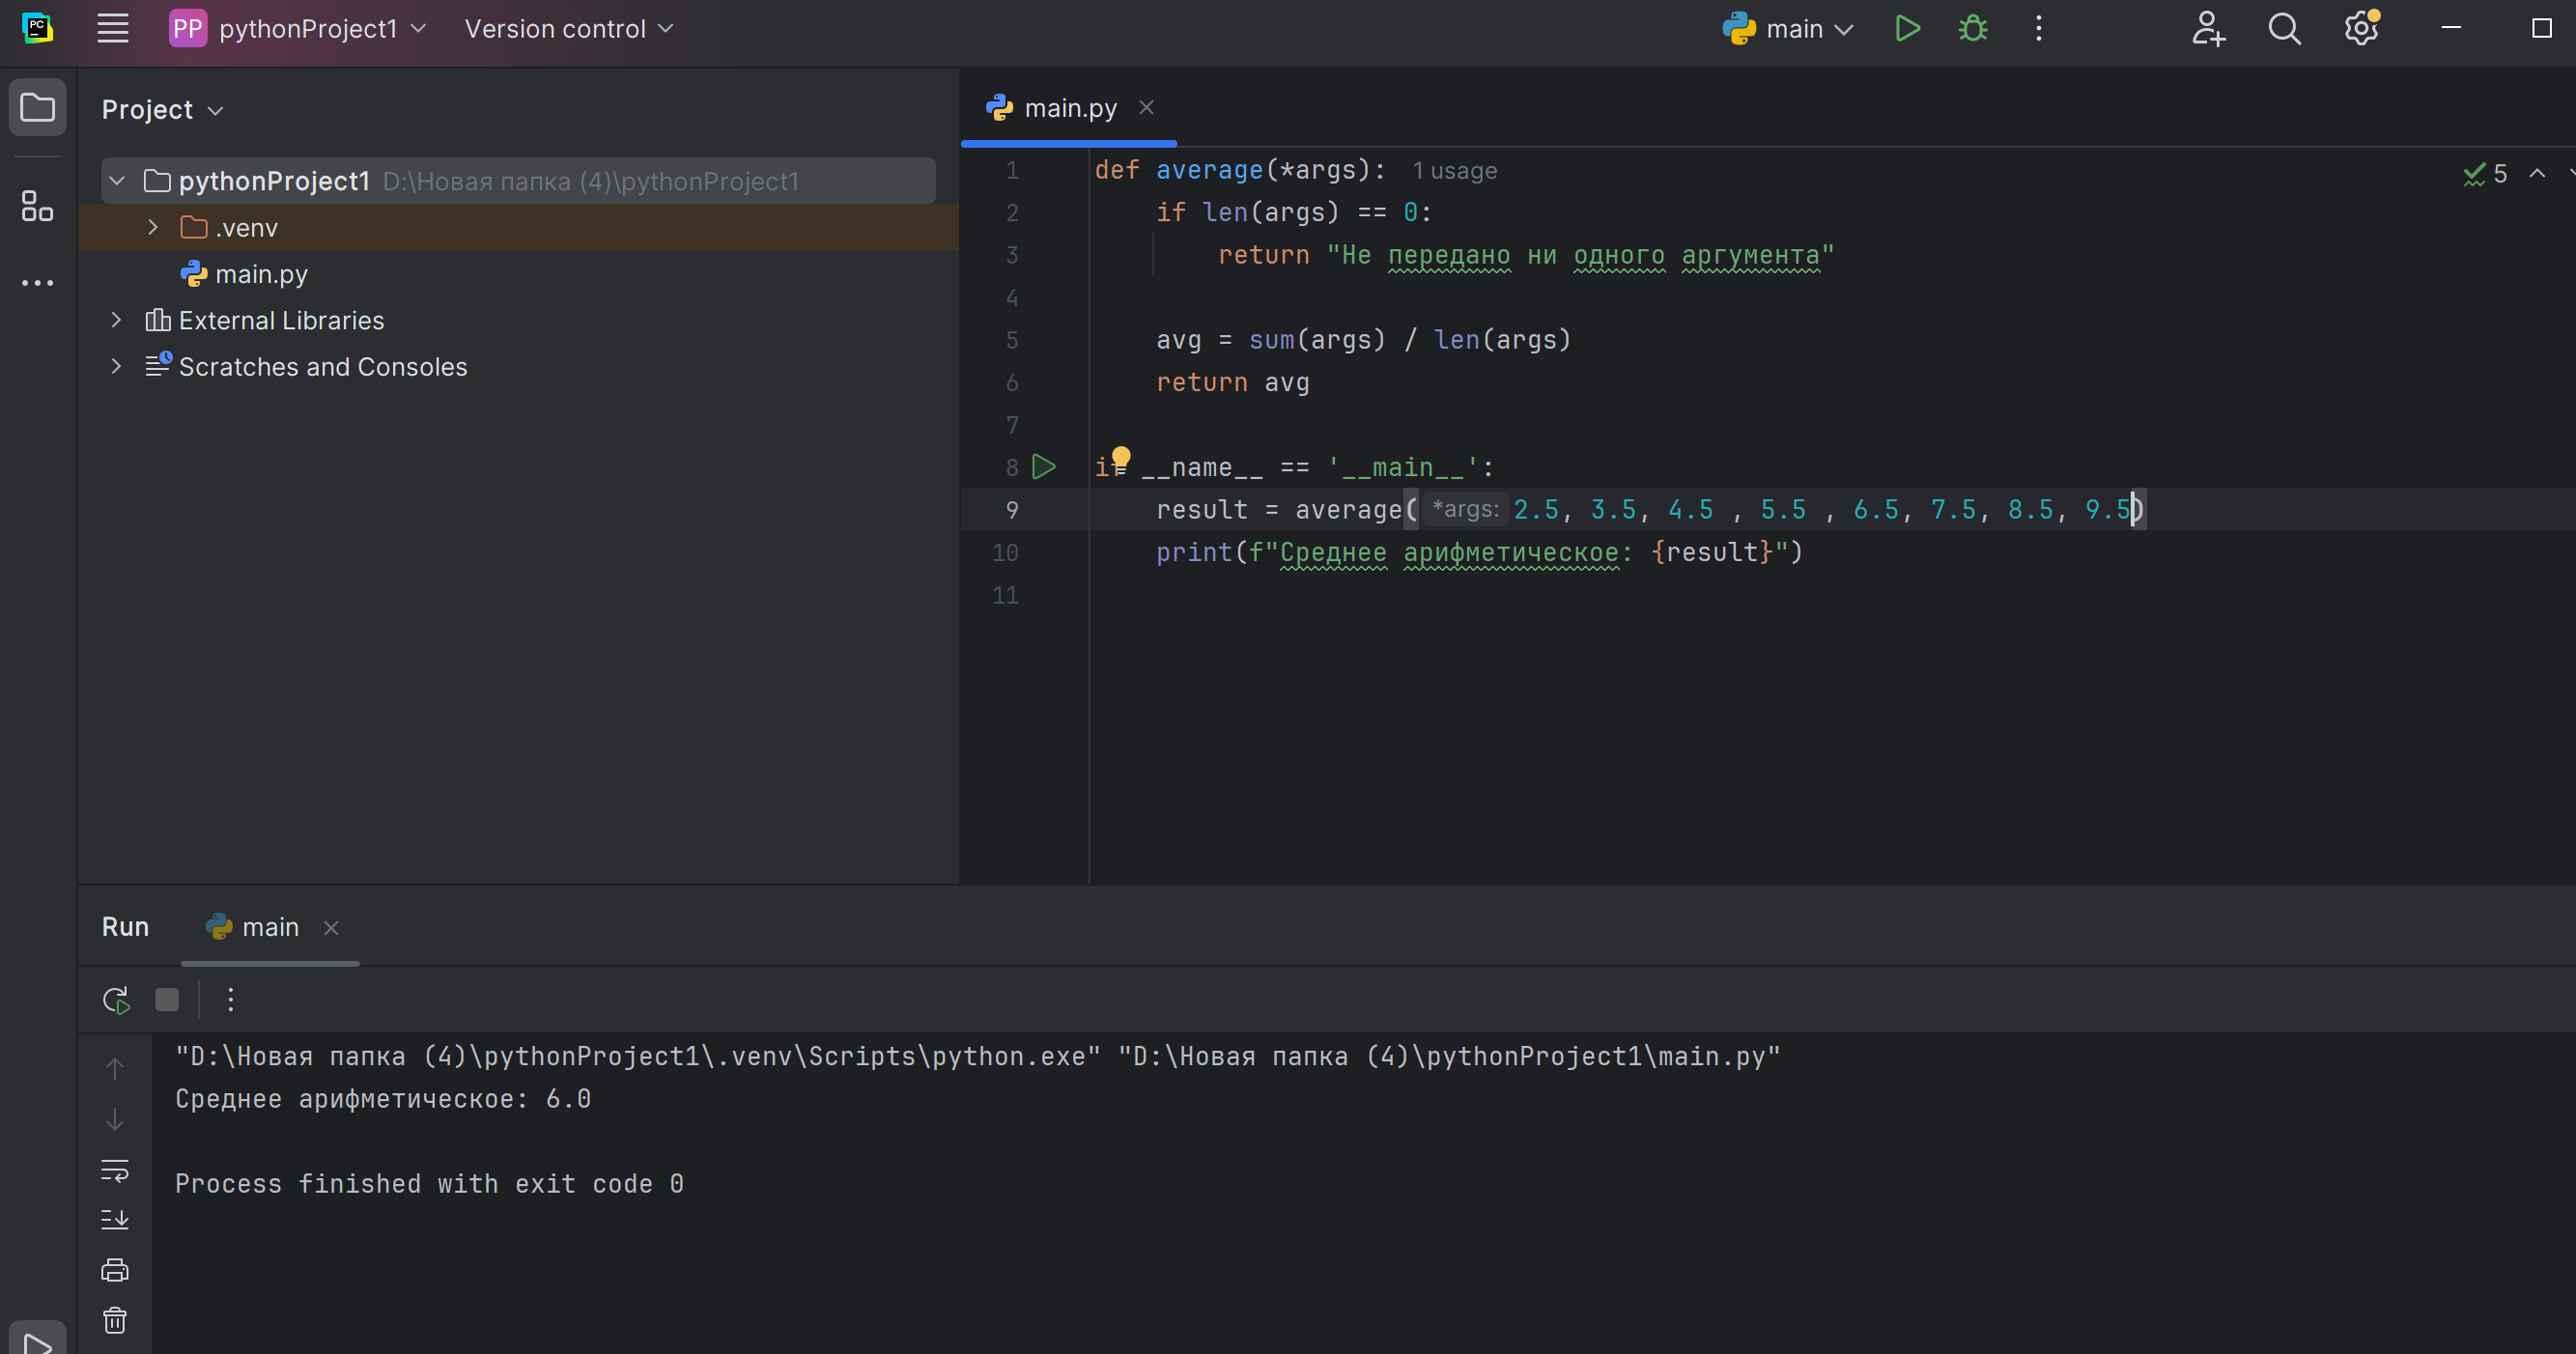 PC
PP pythonProject1 Version control main
Project
pythonProject1 D:\Новая папка (4)\pythonProject1
.venv
main.py
External Libraries
Scratches and Consoles
main.py
5
1 def average(*args): 1 usage
2 if len(args) == 0:
3 return "Не передано ни одного аргумента"
4
5 avg = sum(args) / len(args)
6 return avg
7
8 if __name__ == '__main__':
9 result = average( *args: 2.5, 3.5, 4.5 , 5.5 , 6.5, 7.5, 8.5, 9.5)
10 print(f"Среднее арифметическое: {result}")
11
Run main
"D:\Новая папка (4)\pythonProject1\.venv\Scripts\python.exe" "D:\Новая папка (4)\pythonProject1\main.py"
Среднее арифметическое: 6.0
Process finished with exit code 0